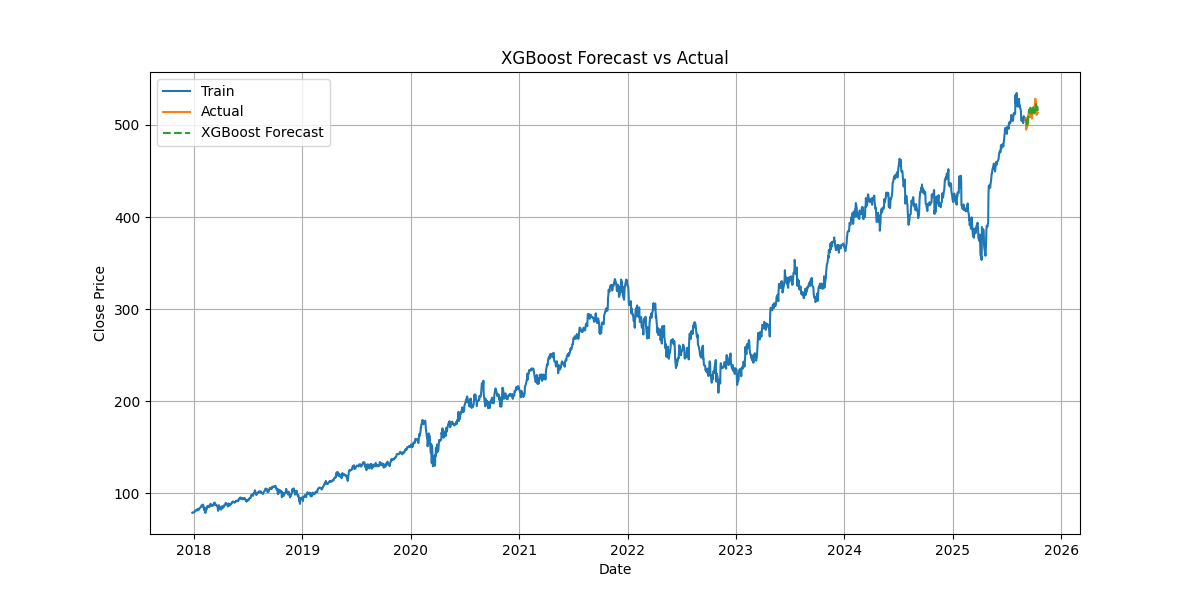 XGBoost Forecast vs Actual
Train
Actual
XGBoost Forecast
500
400
300
200
100
Close Price
2018 2019 2020 2021 2022 2023 2024 2025 2026
Date